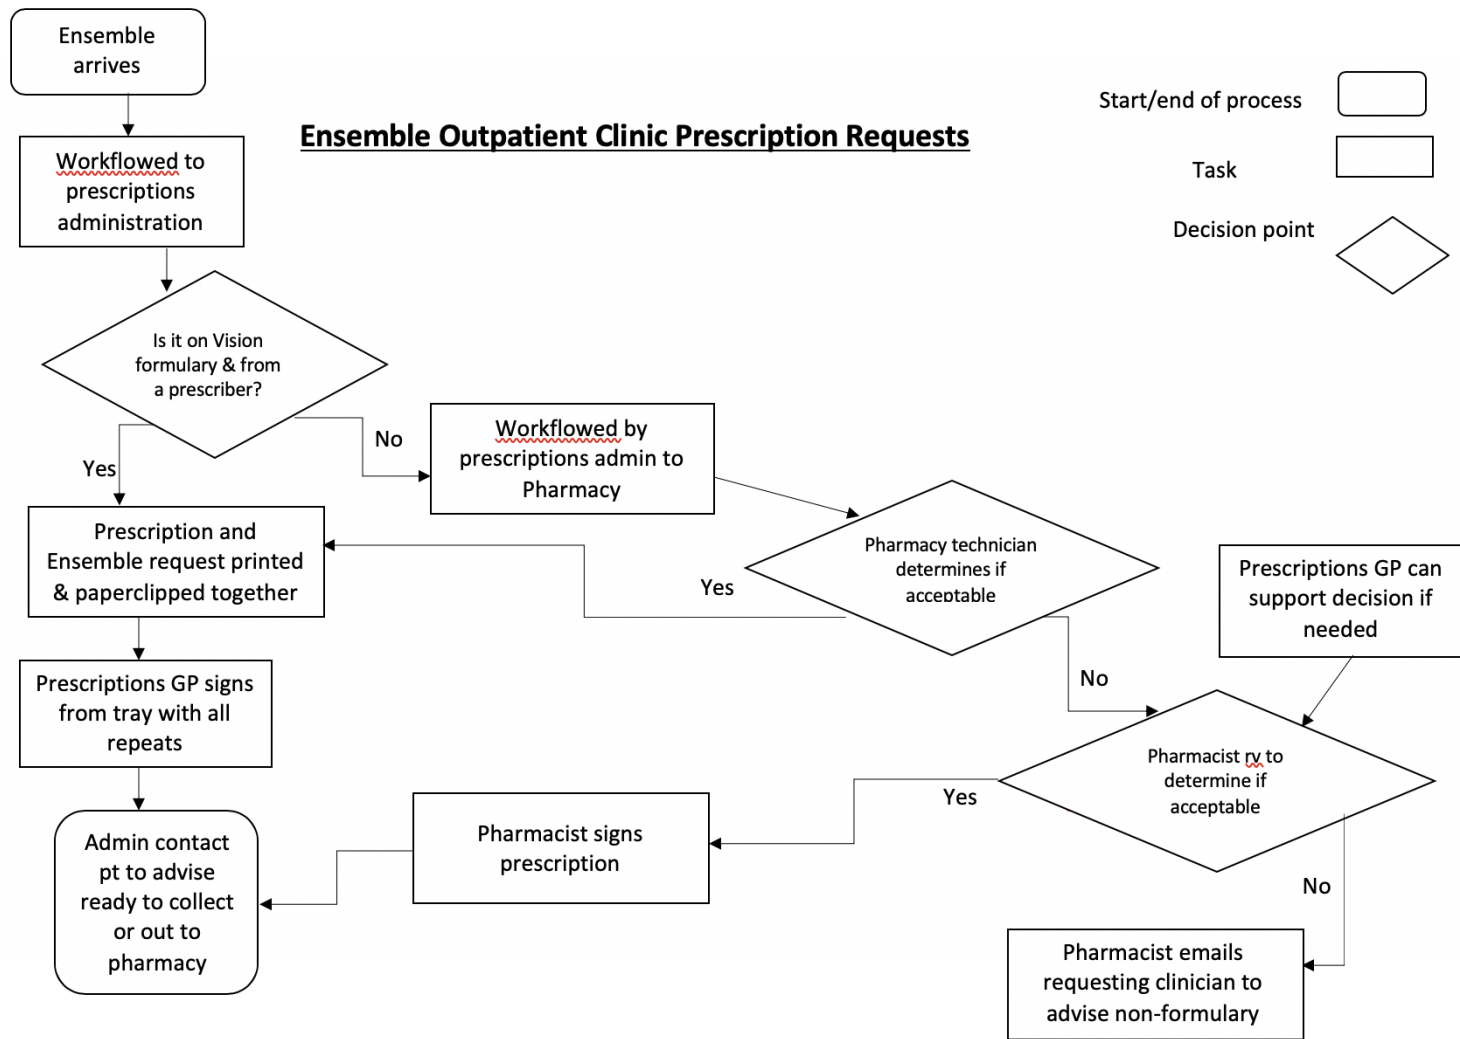 Ensemble
arrives
Start/end of process
Ensemble Outpatient Clinic Prescription Requests
Workflowed to
prescriptions
administration
Task
Decision point
Is it on Vision
formulary & from
a prescriber?
No
Yes
Workflowed by
prescriptions admin to
Pharmacy
Prescription and
Ensemble request printed
& paperclipped together
Yes
Pharmacy technician
determines if
acceptable
Prescriptions GP can
support decision if
needed
No
Prescriptions GP signs
from tray with all
repeats
Pharmacist rv to
determine if
acceptable
Yes
Pharmacist signs
prescription
Admin contact
pt to advise
ready to collect
or out to
pharmacy
No
Pharmacist emails
requesting clinician to
advise non-formulary